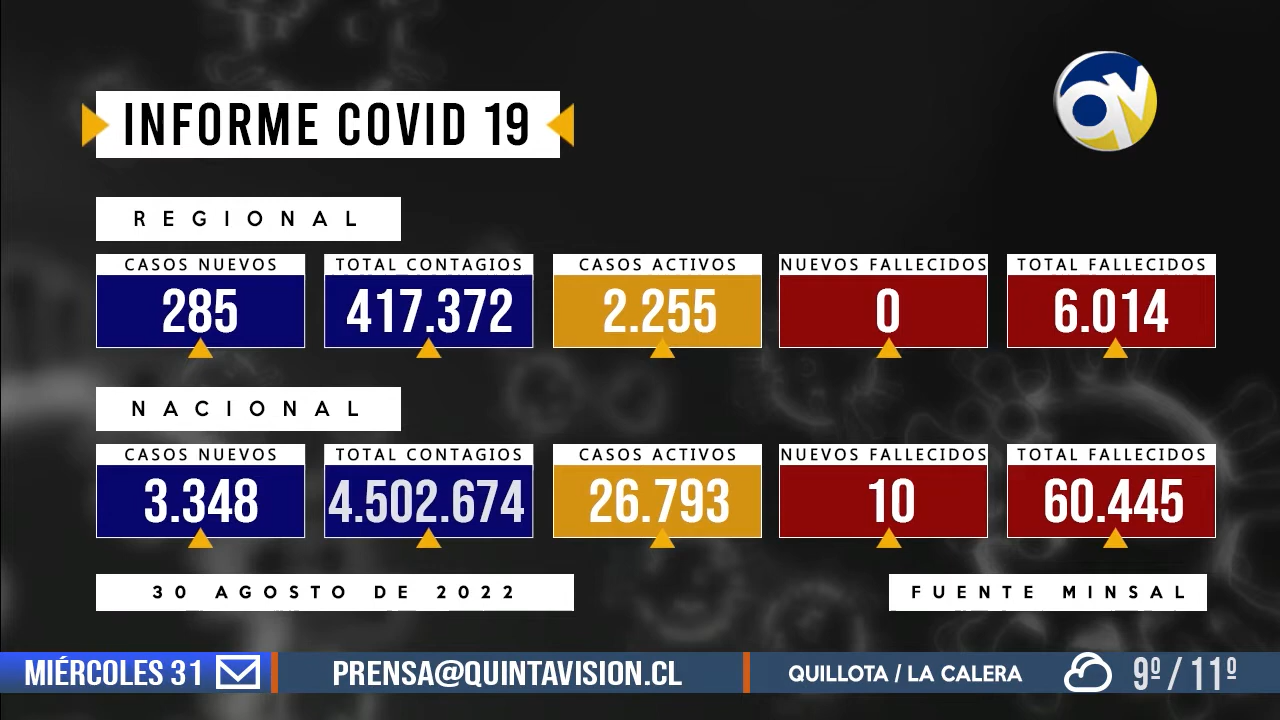 INFORME COVID 19
REGIONAL
CASOS NUEVOS
285
TOTAL CONTAGIOS
417.372
CASOS ACTIVOS
2.255
NUEVOS FALLECIDOS
0
TOTAL FALLECIDOS
6.014
NACIONAL
CASOS NUEVOS
3.348
TOTAL CONTAGIOS
4.502.674
CASOS ACTIVOS
26.793
NUEVOS FALLECIDOS
10
TOTAL FALLECIDOS
60.445
30 AGOSTO DE 2022
FUENTE MINSAL
MIÉRCOLES 31
PRENSA@QUINTAVISION.CL
QUILLOTA / LA CALERA
9º / 11º